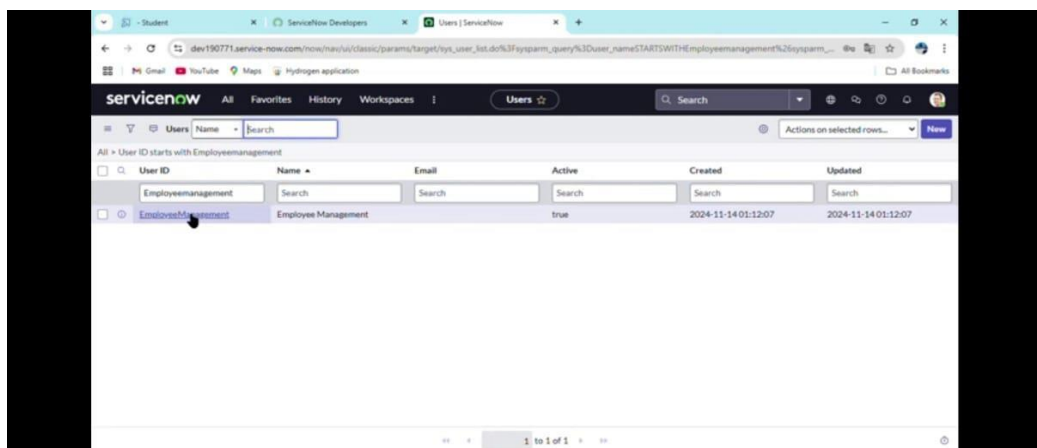 - Student
ServiceNow Developers
Users | ServiceNow
dev190771.service-now.com/now/nav/ui/classic/params/target/sys_user_list.do%3Fsysparm_query%3Duser_nameSTARTSWITHEmployeemanagement%26sysparm_...
Gmail YouTube Maps Hydrogen application All Bookmarks
servicenow All Favorites History Workspaces Users Search
Users Name Search Actions on selected rows... New
All > User ID starts with Employeemanagement
User ID Name Email Active Created Updated
Employeemanagement Search Search Search Search Search
EmployeeManagement Employee Management true 2024-11-14 01:12:07 2024-11-14 01:12:07
1 to 1 of 1